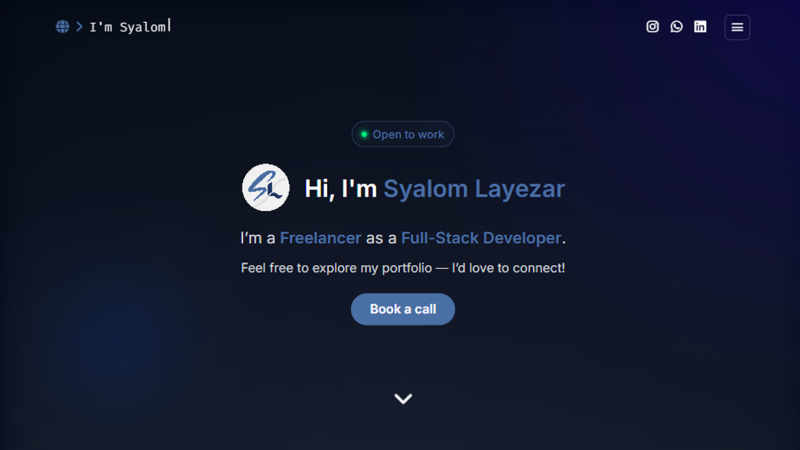 I'm Syalom
Open to work
SL
Hi, I'm Syalom Layezar
I'm a Freelancer as a Full-Stack Developer.
Feel free to explore my portfolio — I'd love to connect!
Book a call